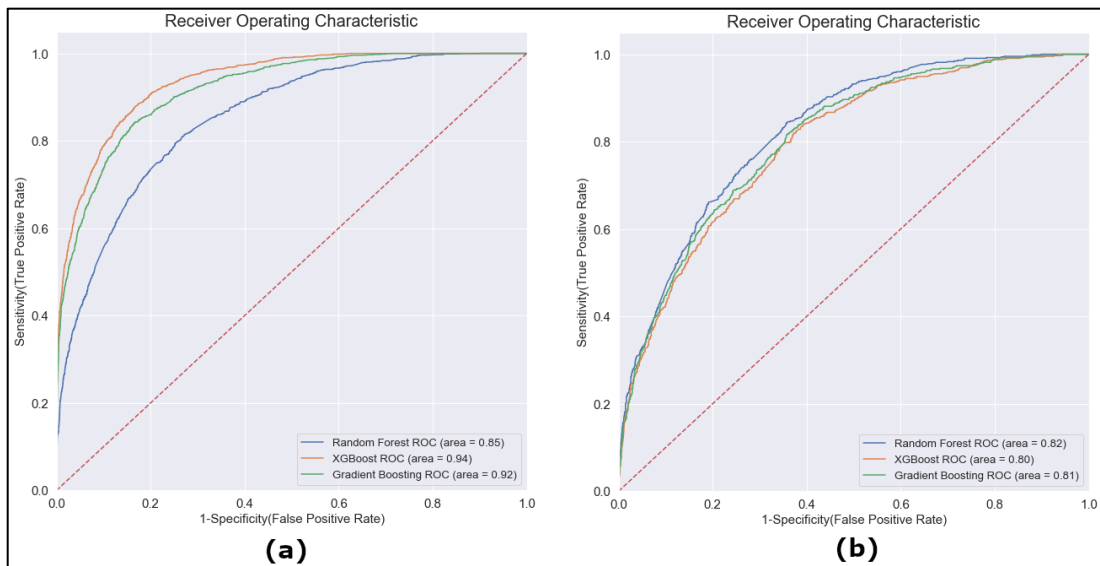 Receiver Operating Characteristic
1.0
0.8
0.6
0.4
0.2
0.0
Sensitivity(True Positive Rate)
Random Forest ROC (area = 0.85)
XGBoost ROC (area = 0.94)
Gradient Boosting ROC (area = 0.92)
0.0 0.2 0.4 0.6 0.8 1.0
1-Specificity(False Positive Rate)
(a)
Receiver Operating Characteristic
1.0
0.8
0.6
0.4
0.2
0.0
Sensitivity(True Positive Rate)
Random Forest ROC (area = 0.82)
XGBoost ROC (area = 0.80)
Gradient Boosting ROC (area = 0.81)
0.0 0.2 0.4 0.6 0.8 1.0
1-Specificity(False Positive Rate)
(b)